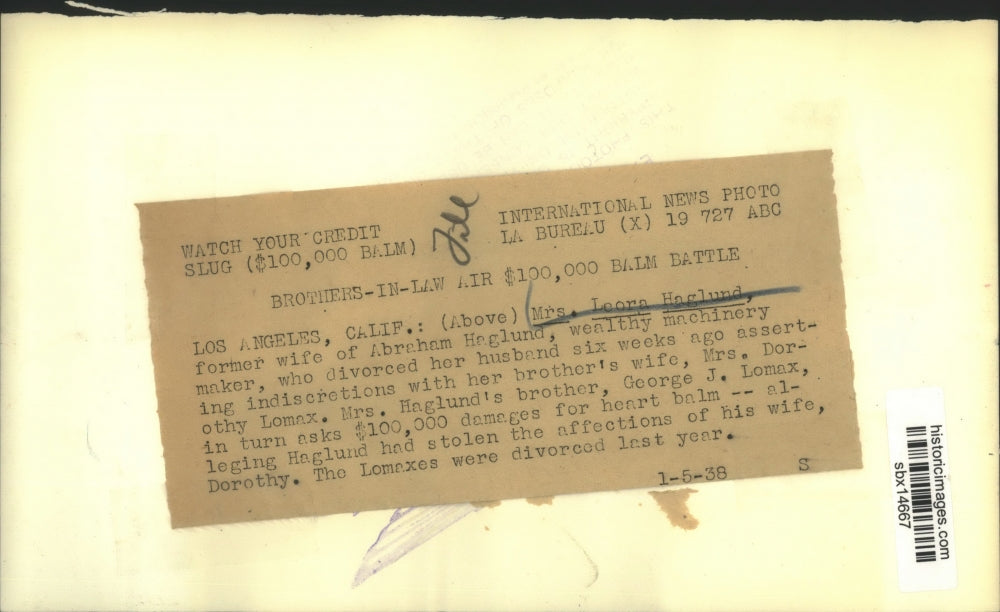 WATCH YOUR CREDIT
SLUG ($100,000 BALM)
INTERNATIONAL NEWS PHOTO
LA BUREAU (X) 19 727 ABC
BROTHERS-IN-LAW AIR $100,000 BALM BATTLE
LOS ANGELES, CALIF.: (Above) Mrs. Leora Haglund,
former wife of Abraham Haglund, wealthy machinery
maker, who divorced her husband six weeks ago assert-
ing indiscretions with her brother's wife, Mrs. Dor-
othy Lomax. Mrs. Haglund's brother, George J. Lomax,
in turn asks $100,000 damages for heart balm -- al-
leging Haglund had stolen the affections of his wife,
Dorothy. The Lomaxes were divorced last year.
1-5-38 S
historicimages.com
sbx14667